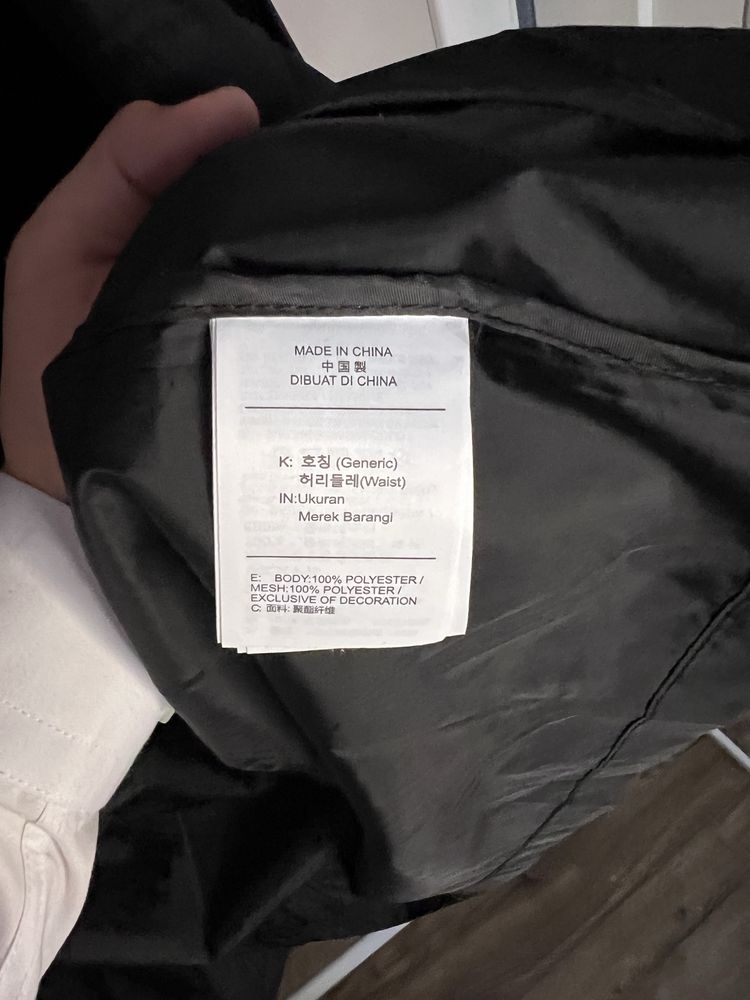 MADE IN CHINA
中国製
DIBUAT DI CHINA
K: 호칭 (Generic)
허리들레(Waist)
IN:Ukuran
Merek Barangl
E: BODY:100% POLYESTER /
MESH:100% POLYESTER /
EXCLUSIVE OF DECORATION
C: 面料: 聚酯纤维